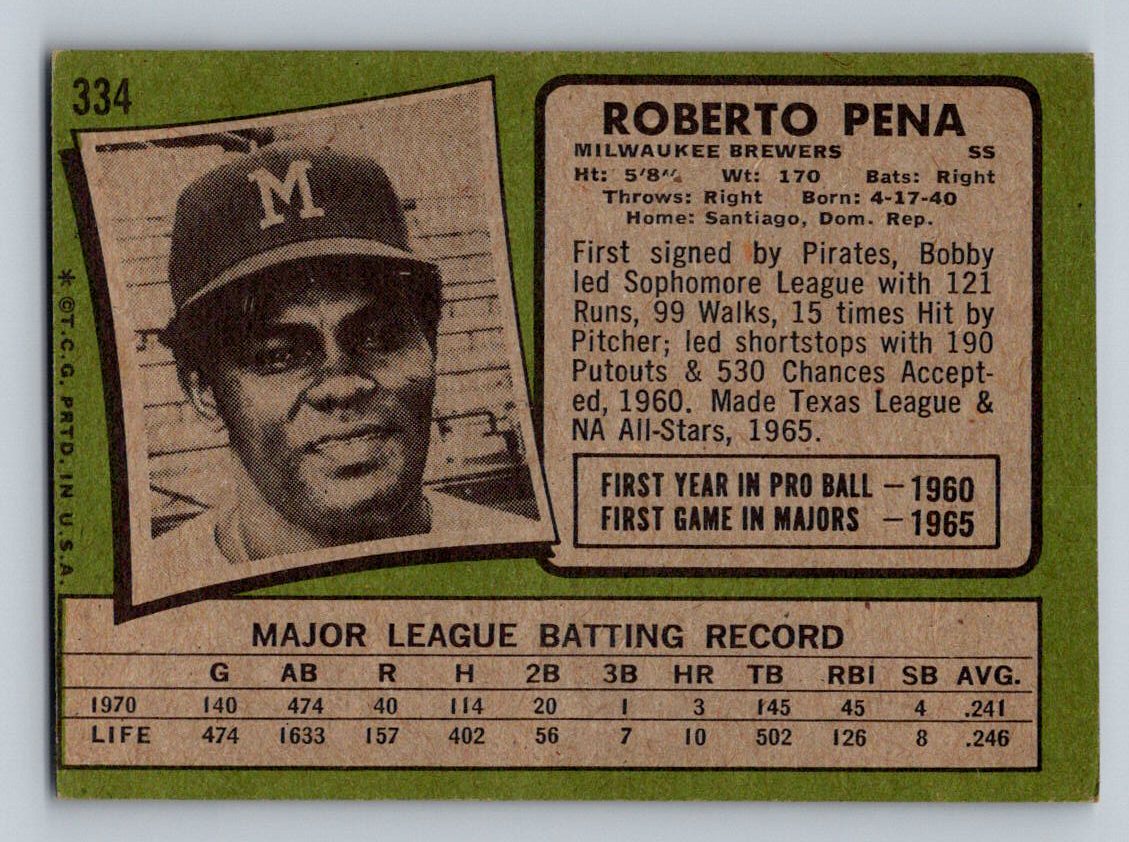 334
M
* ©T.C.G. PRTD. IN U.S.A.
ROBERTO PENA
MILWAUKEE BREWERS SS
Ht: 5'8" Wt: 170 Bats: Right
Throws: Right Born: 4-17-40
Home: Santiago, Dom. Rep.
First signed by Pirates, Bobby
led Sophomore League with 121
Runs, 99 Walks, 15 times Hit by
Pitcher; led shortstops with 190
Putouts & 530 Chances Accept-
ed, 1960. Made Texas League &
NA All-Stars, 1965.
FIRST YEAR IN PRO BALL — 1960
FIRST GAME IN MAJORS — 1965
MAJOR LEAGUE BATTING RECORD
G AB R H 2B 3B HR TB RBI SB AVG.
1970 140 474 40 114 20 1 3 145 45 4 .241
LIFE 474 1633 157 402 56 7 10 502 126 8 .246